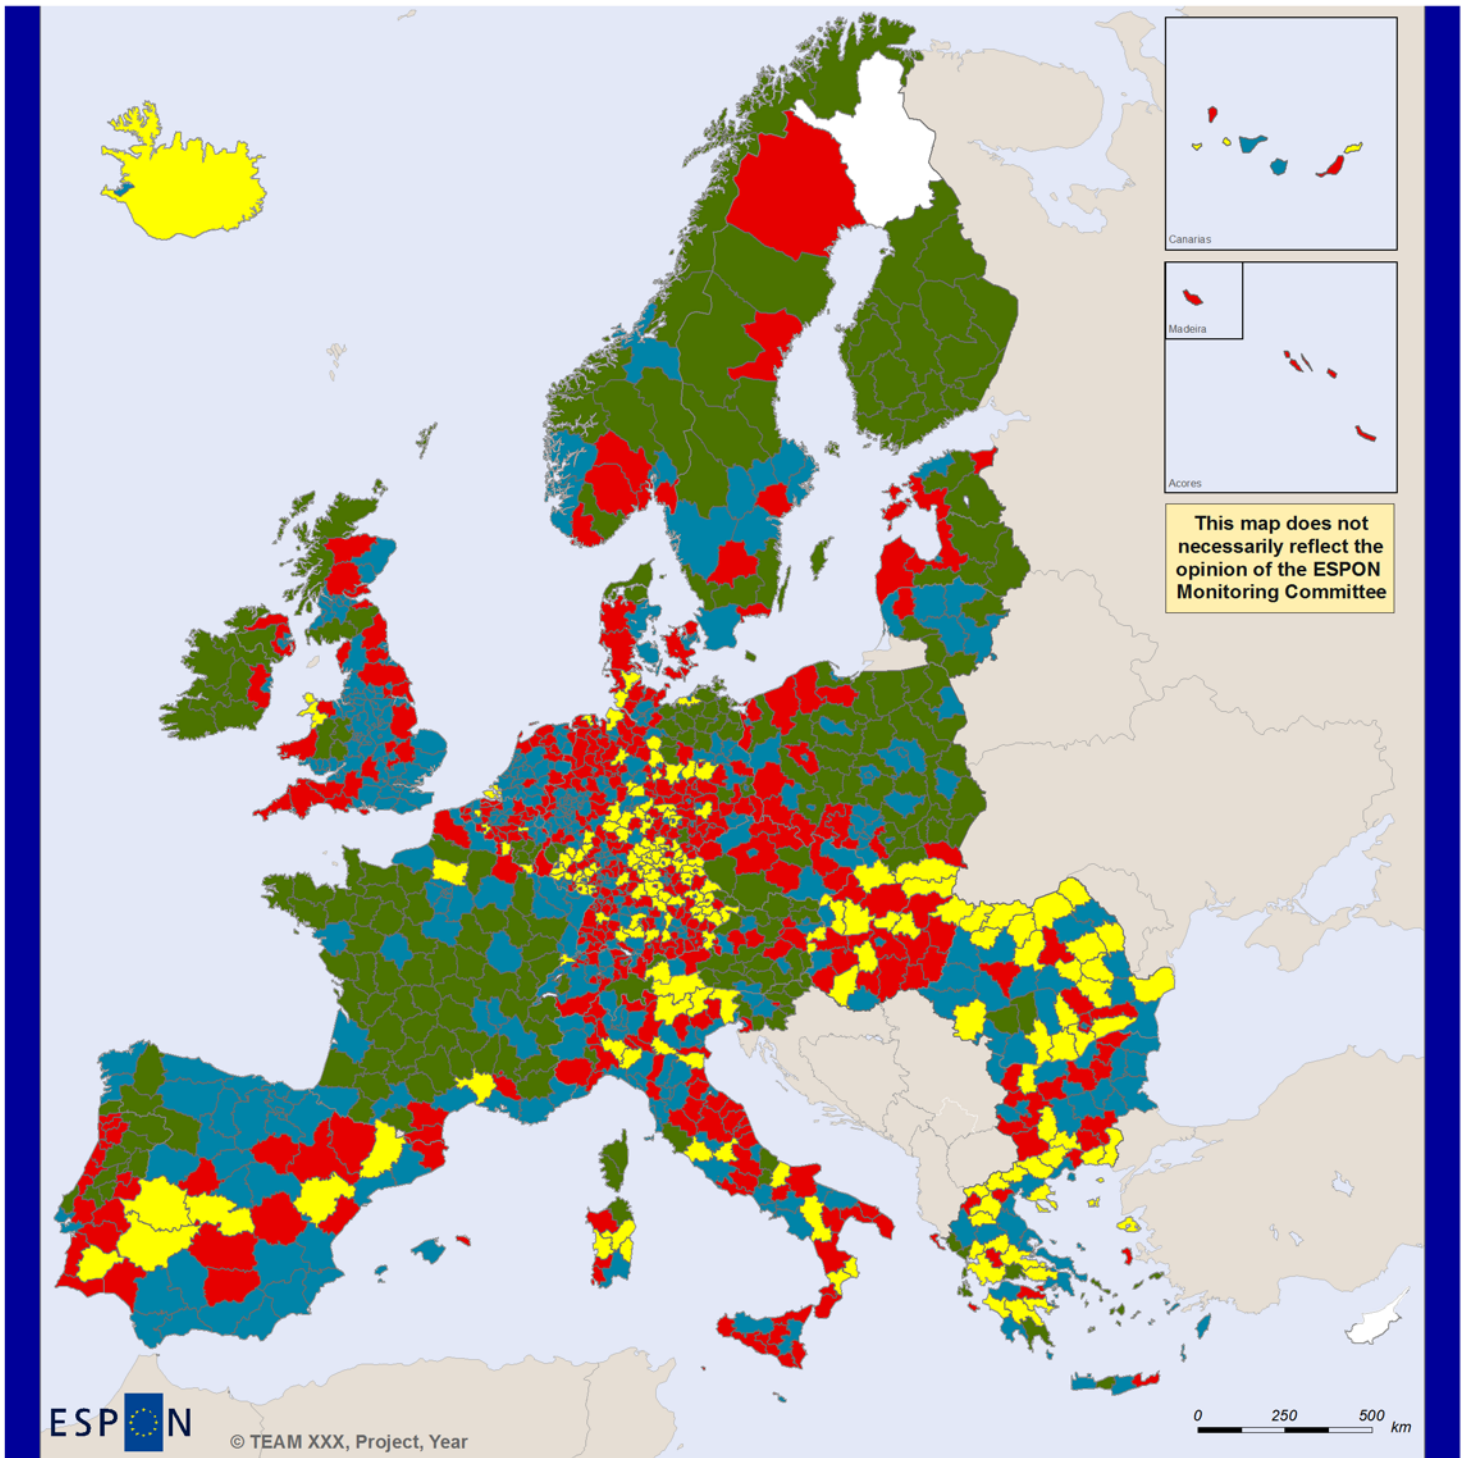 Canarias
Madeira
Acores
This map does not
necessarily reflect the
opinion of the ESPON
Monitoring Committee
ESPON
© TEAM XXX, Project, Year
0 250 500
km